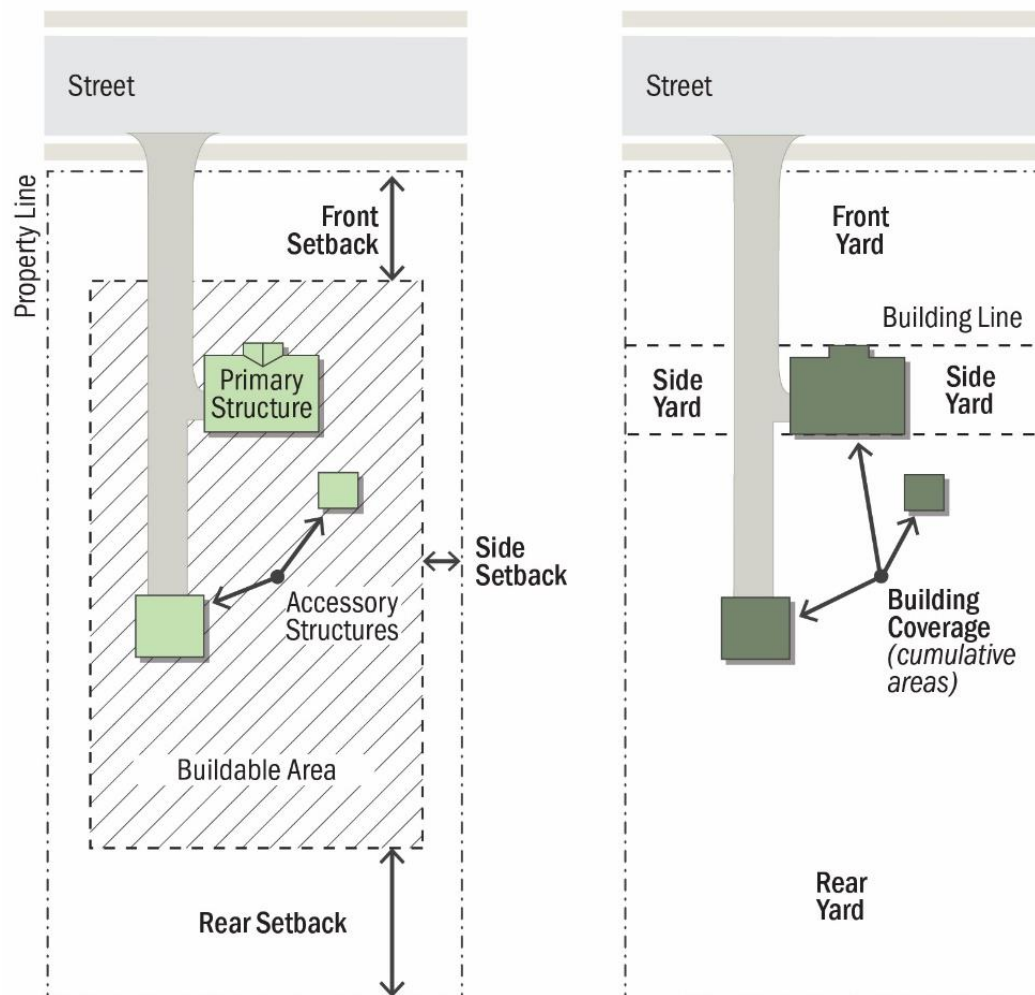 Street
Property Line
Front
Setback
Primary
Structure
Side
Setback
Accessory
Structures
Buildable Area
Rear Setback
Street
Front
Yard
Building Line
Side
Yard
Side
Yard
Building
Coverage
(cumulative
areas)
Rear
Yard